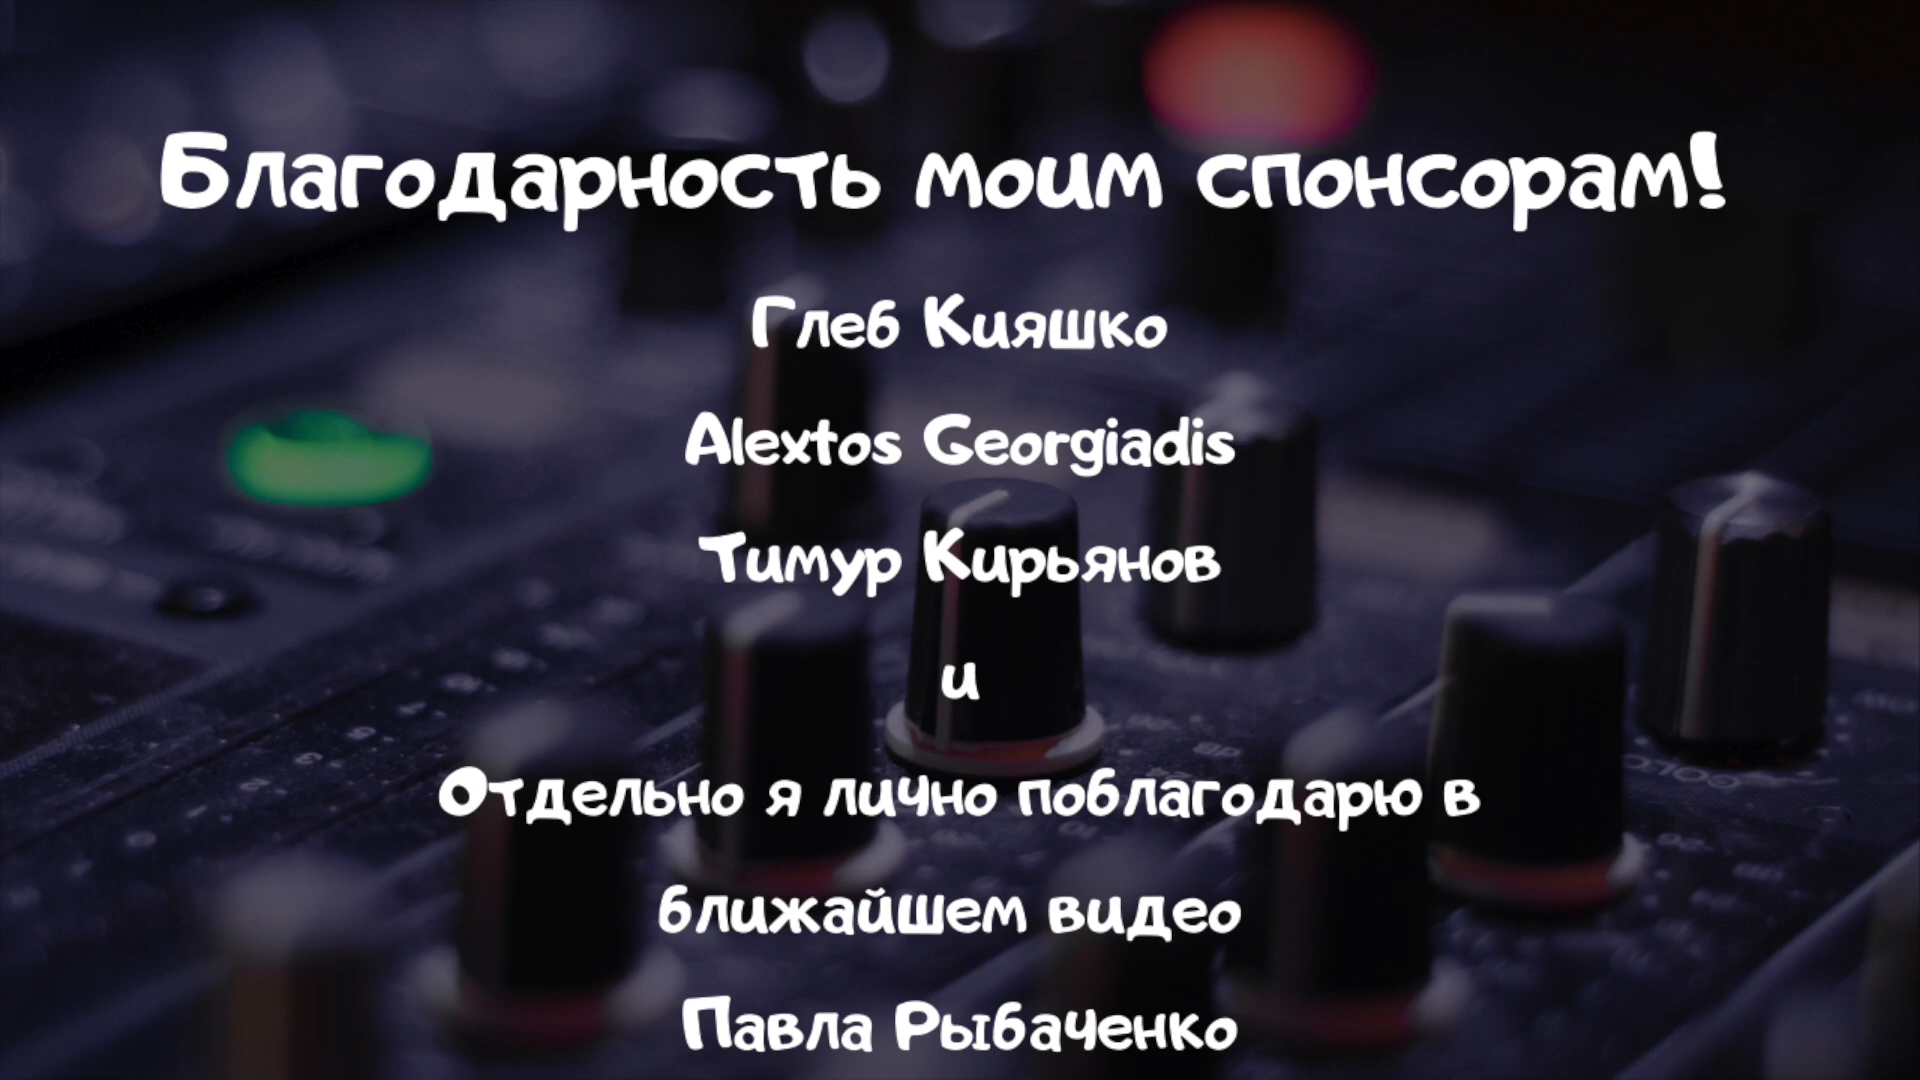 Благодарность моим спонсорам!
Глеб Кияшко
Alextos Georgiadis
Тимур Кирьянов
и
Отдельно я лично поблагодарю в
ближайшем видео
Павла Рыбаченко